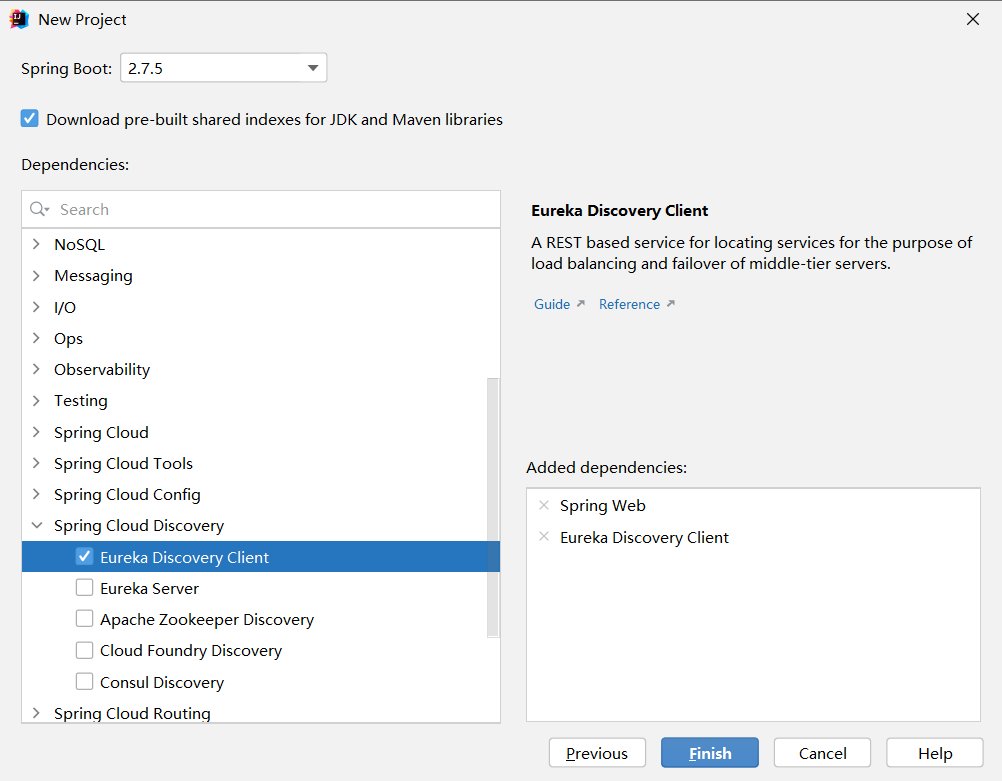 New Project
Spring Boot: 2.7.5
Download pre-built shared indexes for JDK and Maven libraries
Dependencies:
Search
NoSQL
Messaging
I/O
Ops
Observability
Testing
Spring Cloud
Spring Cloud Tools
Spring Cloud Config
Spring Cloud Discovery
Eureka Discovery Client
Eureka Server
Apache Zookeeper Discovery
Cloud Foundry Discovery
Consul Discovery
Spring Cloud Routing
Eureka Discovery Client
A REST based service for locating services for the purpose of
load balancing and failover of middle-tier servers.
Guide Reference
Added dependencies:
Spring Web
Eureka Discovery Client
Previous Finish Cancel Help